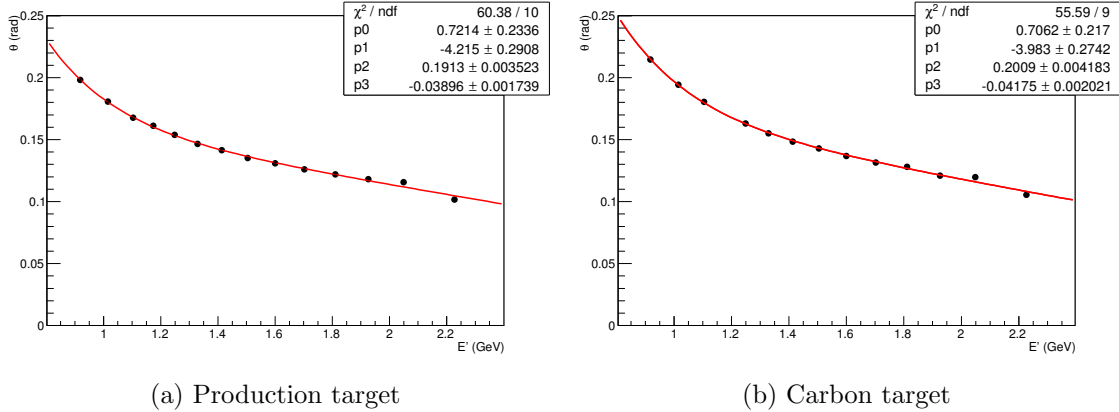 χ² / ndf 60.38 / 10
p0 0.7214 ± 0.2336
p1 -4.215 ± 0.2908
p2 0.1913 ± 0.003523
p3 -0.03896 ± 0.001739
θ (rad)
0.25
0.2
0.15
0.1
0.05
0
1 1.2 1.4 1.6 1.8 2 2.2
E' (GeV)
(a) Production target
χ² / ndf 55.59 / 9
p0 0.7062 ± 0.217
p1 -3.983 ± 0.2742
p2 0.2009 ± 0.004183
p3 -0.04175 ± 0.002021
θ (rad)
0.25
0.2
0.15
0.1
0.05
0
1 1.2 1.4 1.6 1.8 2 2.2
E' (GeV)
(b) Carbon target